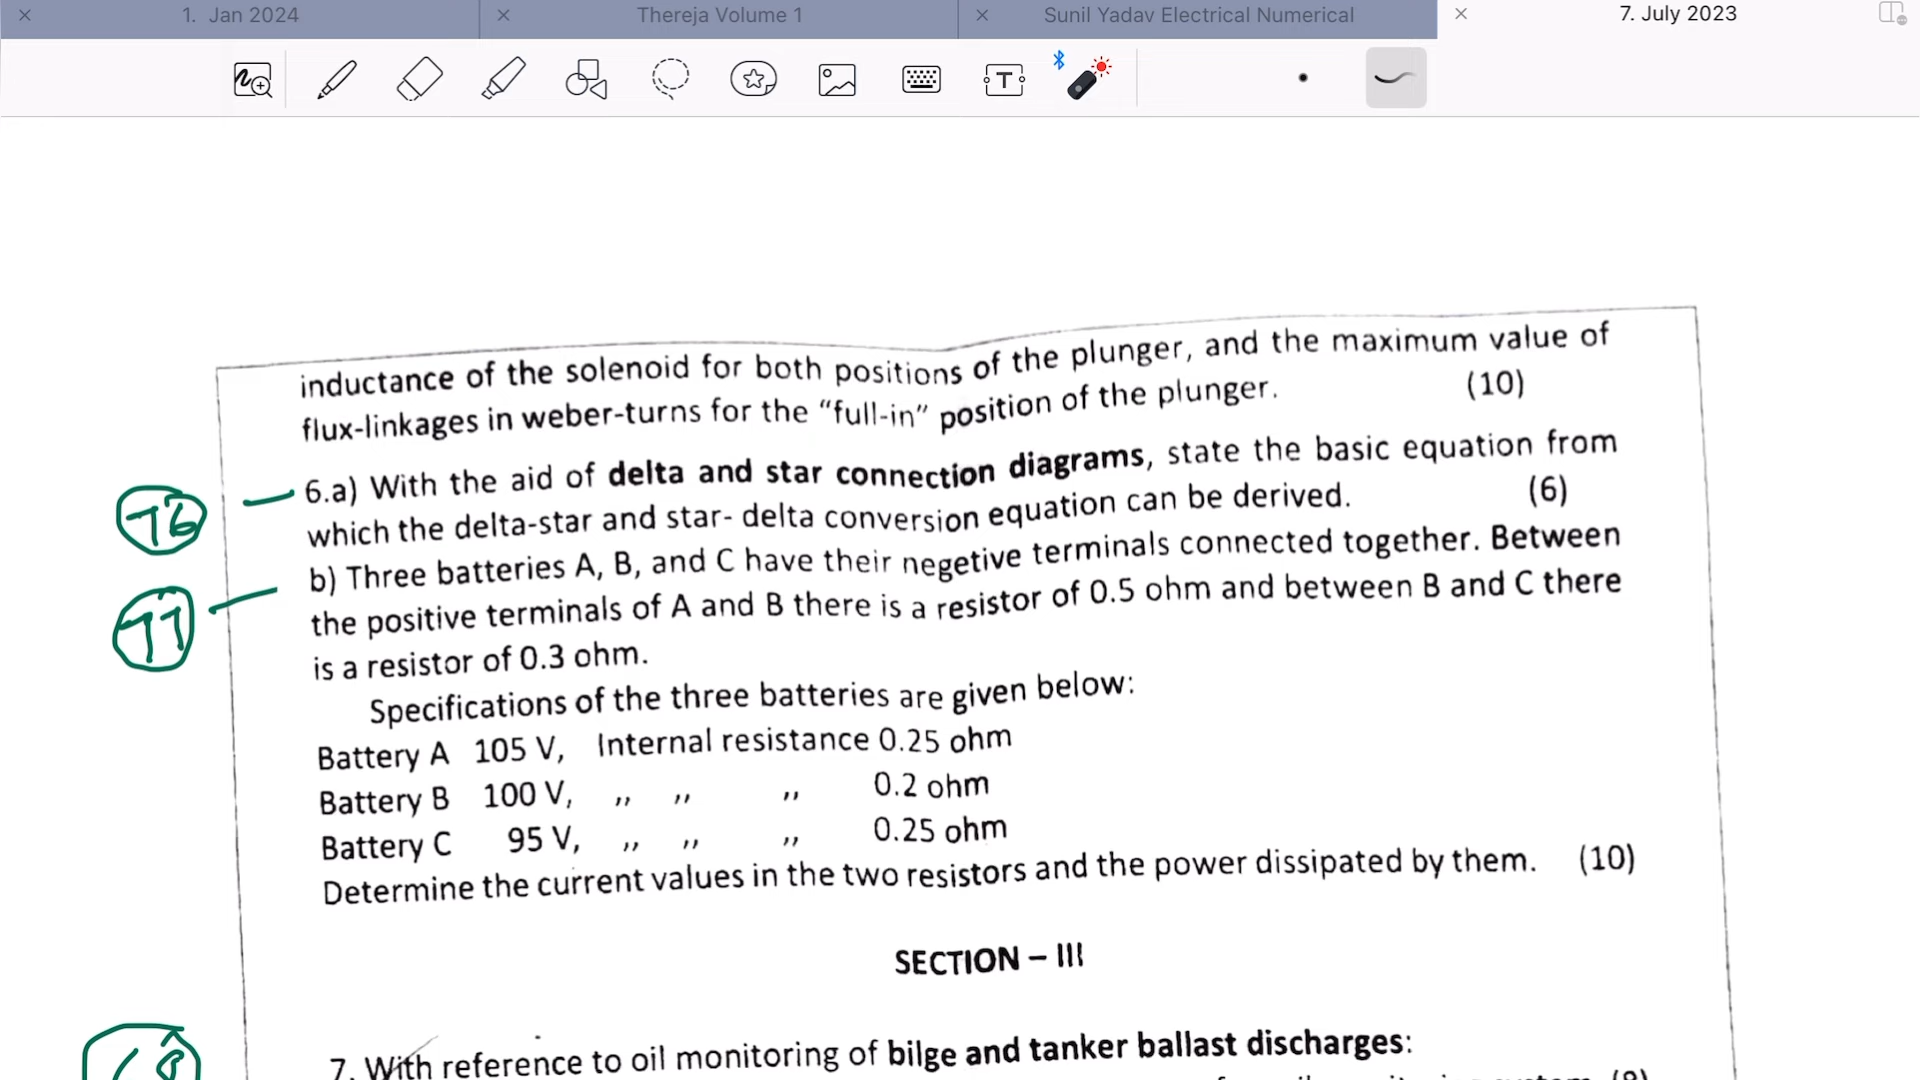 1. Jan 2024
Thereja Volume 1
Sunil Yadav Electrical Numerical
7. July 2023
T
inductance of the solenoid for both positions of the plunger, and the maximum value of
flux-linkages in weber-turns for the “full-in” position of the plunger. (10)
76
6.a) With the aid of delta and star connection diagrams, state the basic equation from
which the delta-star and star- delta conversion equation can be derived. (6)
77
b) Three batteries A, B, and C have their negetive terminals connected together. Between
the positive terminals of A and B there is a resistor of 0.5 ohm and between B and C there
is a resistor of 0.3 ohm.
Specifications of the three batteries are given below:
Battery A 105 V, Internal resistance 0.25 ohm
Battery B 100 V, ,, ,, ,, 0.2 ohm
Battery C 95 V, ,, ,, ,, 0.25 ohm
Determine the current values in the two resistors and the power dissipated by them. (10)
SECTION – III
7. With reference to oil monitoring of bilge and tanker ballast discharges: